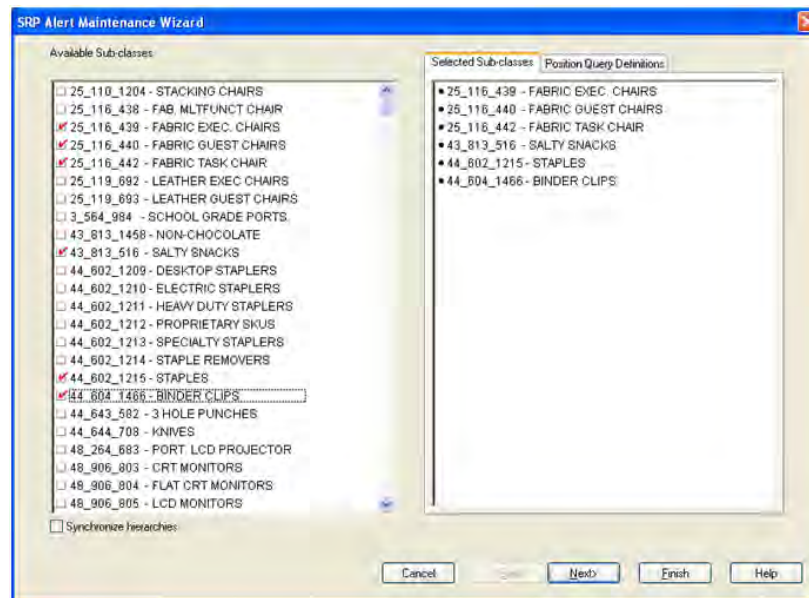 SRP Alert Maintenance Wizard
Available Sub-classes
25_110_1204 - STACKING CHAIRS
25_116_438 - FAB. MLTFUNCT CHAIR
25_116_439 - FABRIC EXEC. CHAIRS
25_116_440 - FABRIC GUEST CHAIRS
25_116_442 - FABRIC TASK CHAIR
25_119_692 - LEATHER EXEC CHAIRS
25_119_693 - LEATHER GUEST CHAIRS
3_564_984 - SCHOOL GRADE PORTS.
43_813_1458 - NON-CHOCOLATE
43_813_516 - SALTY SNACKS
44_602_1209 - DESKTOP STAPLERS
44_602_1210 - ELECTRIC STAPLERS
44_602_1211 - HEAVY DUTY STAPLERS
44_602_1212 - PROPRIETARY SKUS
44_602_1213 - SPECIALTY STAPLERS
44_602_1214 - STAPLE REMOVERS
44_602_1215 - STAPLES
44_604_1466 - BINDER CLIPS
44_643_582 - 3 HOLE PUNCHES
44_644_708 - KNIVES
48_264_683 - PORT. LCD PROJECTOR
48_906_803 - CRT MONITORS
48_906_804 - FLAT CRT MONITORS
48_906_805 - LCD MONITORS
Synchronize hierarchies
Selected Sub-classes Position Query Definitions
25_116_439 - FABRIC EXEC. CHAIRS
25_116_440 - FABRIC GUEST CHAIRS
25_116_442 - FABRIC TASK CHAIR
43_813_516 - SALTY SNACKS
44_602_1215 - STAPLES
44_604_1466 - BINDER CLIPS
Cancel Next> Finish Help